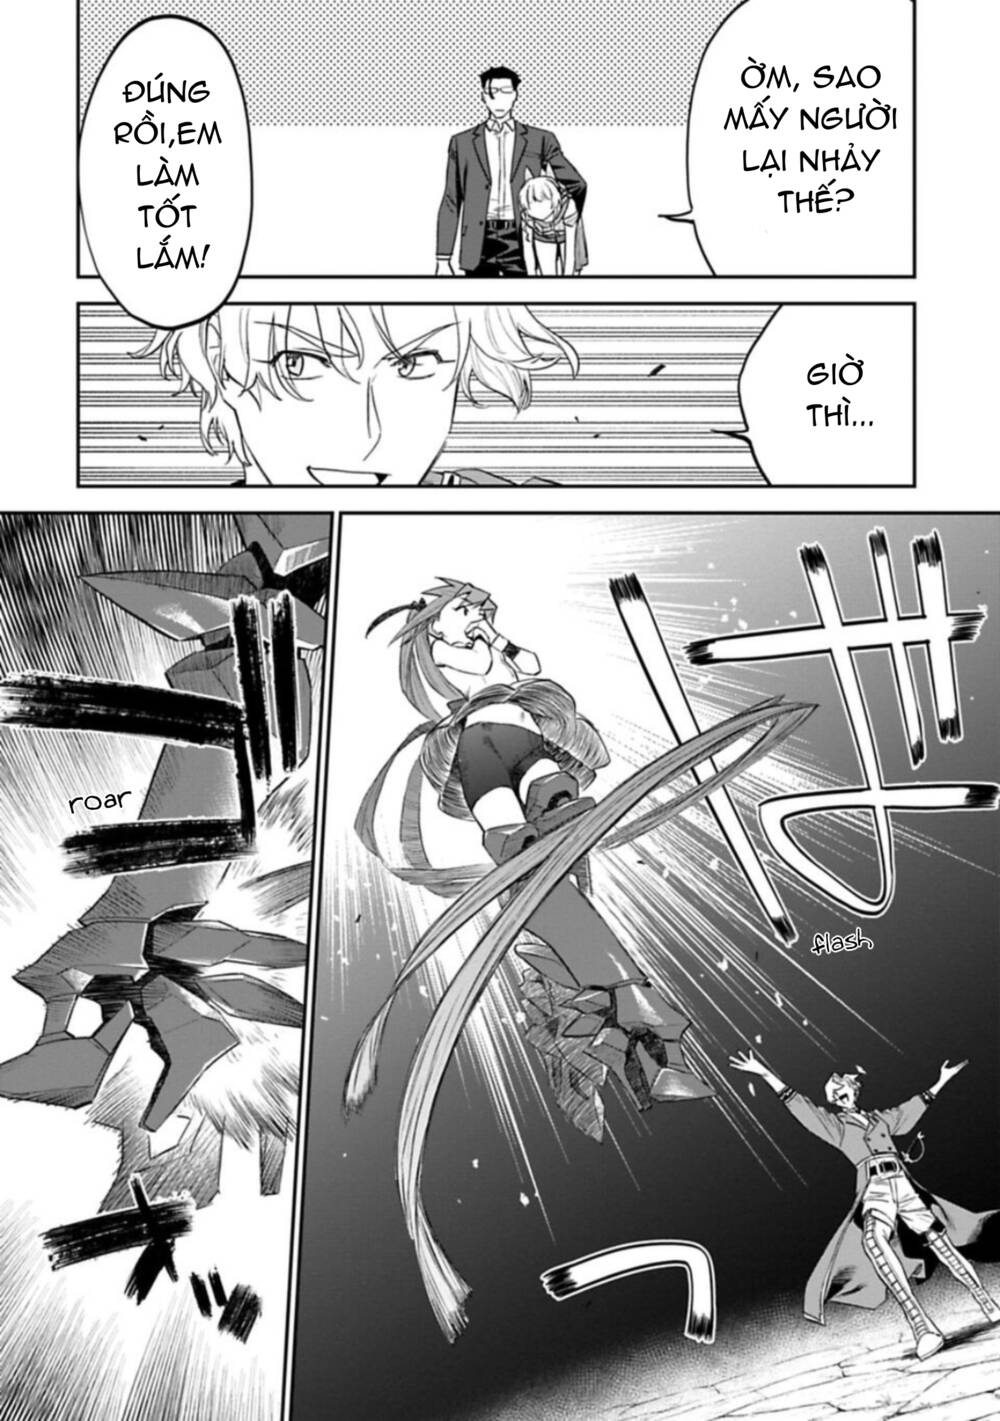 ỜM, SAO
MẤY NGƯỜI
LẠI NHẢY
THẾ?
ĐÚNG
RỒI,EM
LÀM
TỐT
LẮM!
GIỜ
THÌ...
roar
flash